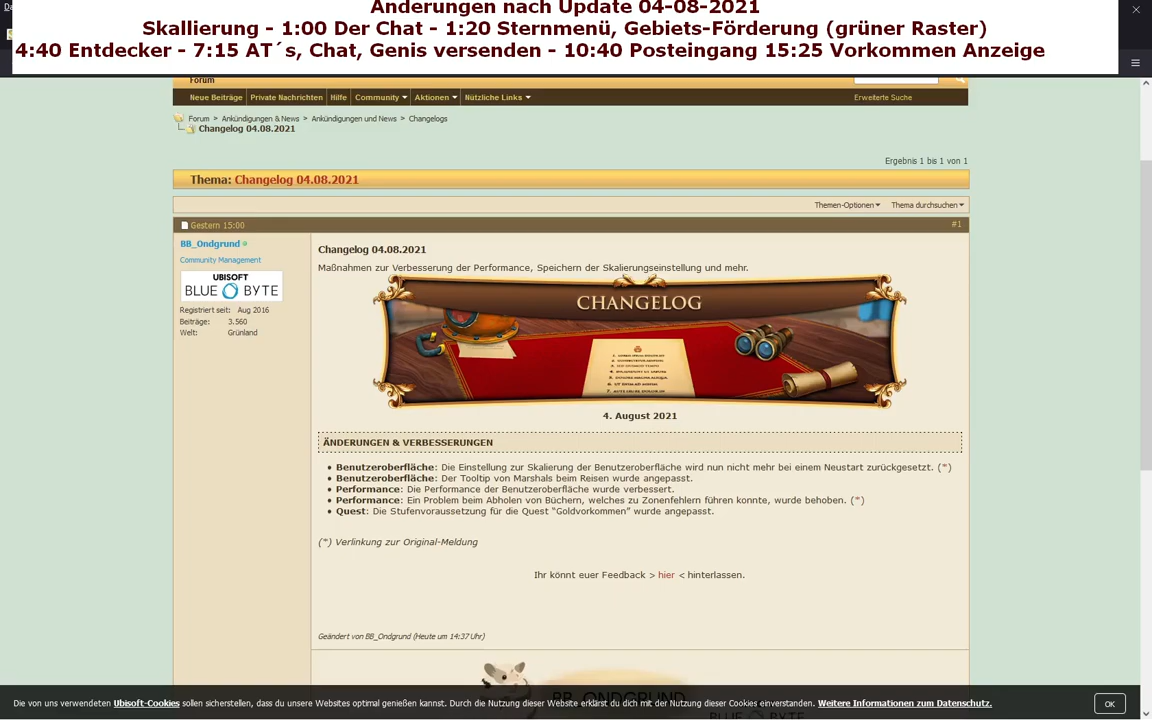 Änderungen nach Update 04-08-2021
Skallierung - 1:00 Der Chat - 1:20 Sternmenü, Gebiets-Förderung (grüner Raster)
4:40 Entdecker - 7:15 AT´s, Chat, Genis versenden - 10:40 Posteingang 15:25 Vorkommen Anzeige
Forum
Neue Beiträge Private Nachrichten Hilfe Community Aktionen Nützliche Links Erweiterte Suche
Forum > Ankündigungen & News > Ankündigungen und News > Changelogs
Changelog 04.08.2021
Ergebnis 1 bis 1 von 1
Thema: Changelog 04.08.2021
Themen-Optionen Thema durchsuchen
Gestern 15:00 #1
BB_Ondgrund
Community Management
UBISOFT
BLUE BYTE
Registriert seit: Aug 2016
Beiträge: 3.560
Welt: Grünland
Changelog 04.08.2021
Maßnahmen zur Verbesserung der Performance, Speichern der Skalierungseinstellung und mehr.
CHANGELOG
4. August 2021
ÄNDERUNGEN & VERBESSERUNGEN
• Benutzeroberfläche: Die Einstellung zur Skalierung der Benutzeroberfläche wird nun nicht mehr bei einem Neustart zurückgesetzt. (*)
• Benutzeroberfläche: Der Tooltip von Marshals beim Reisen wurde angepasst.
• Performance: Die Performance der Benutzeroberfläche wurde verbessert.
• Performance: Ein Problem beim Abholen von Büchern, welches zu Zonenfehlern führen konnte, wurde behoben. (*)
• Quest: Die Stufenvoraussetzung für die Quest "Goldvorkommen" wurde angepasst.
(*) Verlinkung zur Original-Meldung
Ihr könnt euer Feedback > hier < hinterlassen.
Geändert von BB_Ondgrund (Heute um 14:37 Uhr)
BB_ONDGRUND
BLUE BYTE
Die von uns verwendeten Ubisoft-Cookies sollen sicherstellen, dass du unsere Websites optimal genießen kannst. Durch die Nutzung dieser Website erklärst du dich mit der Nutzung dieser Cookies einverstanden. Weitere Informationen zum Datenschutz.
OK